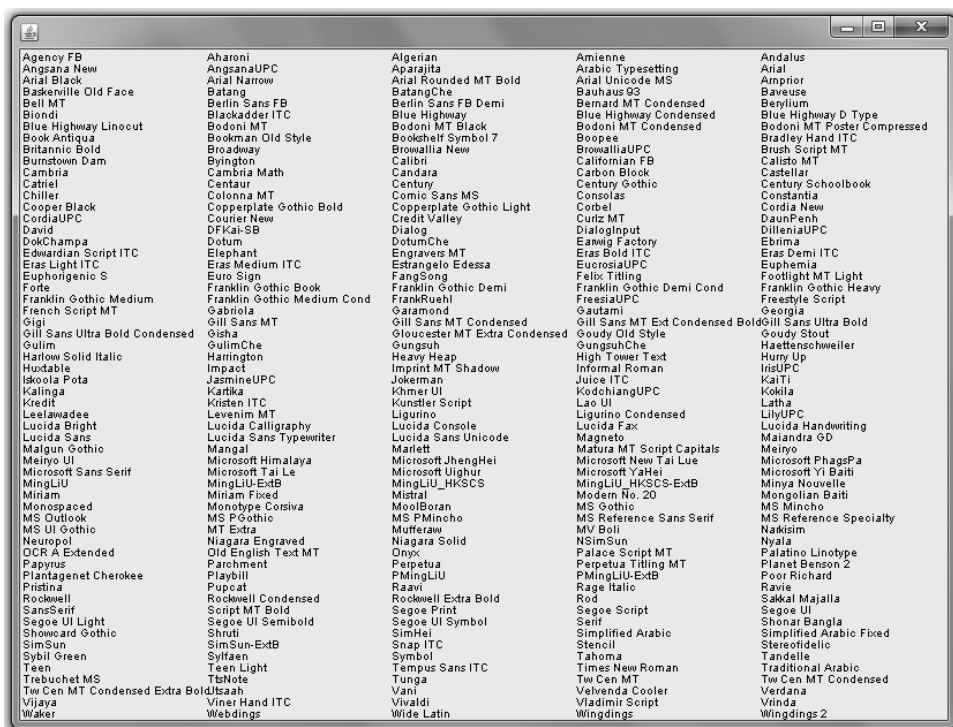 Agency FB Aharoni Algerian Amienne Andalus
Angsana New AngsanaUPC Aparajita Arabic Typesetting Arial
Arial Black Arial Narrow Arial Rounded MT Bold Arial Unicode MS Arnprior
Baskerville Old Face Batang BatangChe Bauhaus 93 Baveuse
Bell MT Berlin Sans FB Berlin Sans FB Demi Bernard MT Condensed Berylium
Biondi Blackadder ITC Blue Highway Blue Highway Condensed Blue Highway D Type
Blue Highway Linocut Bodoni MT Bodoni MT Black Bodoni MT Condensed Bodoni MT Poster Compressed
Book Antiqua Bookman Old Style Bookshelf Symbol 7 Boopee Bradley Hand ITC
Britannic Bold Broadway Browallia New BrowalliaUPC Brush Script MT
Burnstown Dam Byington Calibri Californian FB Calisto MT
Cambria Cambria Math Candara Carbon Block Castellar
Catriel Centaur Century Century Gothic Century Schoolbook
Chiller Colonna MT Comic Sans MS Consolas Constantia
Cooper Black Copperplate Gothic Bold Copperplate Gothic Light Corbel Cordia New
CordiaUPC Courier New Credit Valley Curlz MT DaunPenh
David DFKai-SB Dialog DialogInput DilleniaUPC
DokChampa Dotum DotumChe Earwig Factory Ebrima
Edwardian Script ITC Elephant Engravers MT Eras Bold ITC Eras Demi ITC
Eras Light ITC Eras Medium ITC Estrangelo Edessa EucrosiaUPC Euphemia
Euphorigenic S Euro Sign FangSong Felix Titling Footlight MT Light
Forte Franklin Gothic Book Franklin Gothic Demi Franklin Gothic Demi Cond Franklin Gothic Heavy
Franklin Gothic Medium Franklin Gothic Medium Cond FrankRuehl FreesiaUPC Freestyle Script
French Script MT Gabriola Garamond Gautami Georgia
Gigi Gill Sans MT Gill Sans MT Condensed Gill Sans MT Ext Condensed Bold Gill Sans Ultra Bold
Gill Sans Ultra Bold Condensed Gisha Gloucester MT Extra Condensed Goudy Old Style Goudy Stout
Gulim GulimChe Gungsuh GungsuhChe Haettenschweiler
Harlow Solid Italic Harrington Heavy Heap High Tower Text Hurry Up
Huxtable Impact Imprint MT Shadow Informal Roman IrisUPC
Iskoola Pota JasmineUPC Jokerman Juice ITC KaiTi
Kalinga Kartika Khmer UI KodchiangUPC Kokila
Kredit Kristen ITC Kunstler Script Lao UI Latha
Leelawadee Levenim MT Ligurino Ligurino Condensed LilyUPC
Lucida Bright Lucida Calligraphy Lucida Console Lucida Fax Lucida Handwriting
Lucida Sans Lucida Sans Typewriter Lucida Sans Unicode Magneto Maiandra GD
Malgun Gothic Mangal Marlett Matura MT Script Capitals Meiryo
Meiryo UI Microsoft Himalaya Microsoft JhengHei Microsoft New Tai Lue Microsoft PhagsPa
Microsoft Sans Serif Microsoft Tai Le Microsoft Uighur Microsoft YaHei Microsoft Yi Baiti
MingLiU MingLiU-ExtB MingLiU_HKSCS MingLiU_HKSCS-ExtB Minya Nouvelle
Miriam Miriam Fixed Mistral Modern No. 20 Mongolian Baiti
Monospaced Monotype Corsiva MoolBoran MS Gothic MS Mincho
MS Outlook MS PGothic MS PMincho MS Reference Sans Serif MS Reference Specialty
MS UI Gothic MT Extra Mufferaw MV Boli Narkisim
Neuropol Niagara Engraved Niagara Solid NSimSun Nyala
OCR A Extended Old English Text MT Onyx Palace Script MT Palatino Linotype
Papyrus Parchment Perpetua Perpetua Titling MT Planet Benson 2
Plantagenet Cherokee Playbill PMingLiU PMingLiU-ExtB Poor Richard
Pristina Pupcat Raavi Rage Italic Ravie
Rockwell Rockwell Condensed Rockwell Extra Bold Rod Sakkal Majalla
SansSerif Script MT Bold Segoe Print Segoe Script Segoe UI
Segoe UI Light Segoe UI Semibold Segoe UI Symbol Serif Shonar Bangla
Showcard Gothic Shruti SimHei Simplified Arabic Simplified Arabic Fixed
SimSun SimSun-ExtB Snap ITC Stencil Stereofidelic
Sybil Green Sylfaen Symbol Tahoma Tandelle
Teen Teen Light Tempus Sans ITC Times New Roman Traditional Arabic
Trebuchet MS TtsNote Tunga Tw Cen MT Tw Cen MT Condensed
Tw Cen MT Condensed Extra Bold Utsaah Vani Velvenda Cooler Verdana
Vijaya Viner Hand ITC Vivaldi Vladimir Script Vrinda
Waker Webdings Wide Latin Wingdings Wingdings 2